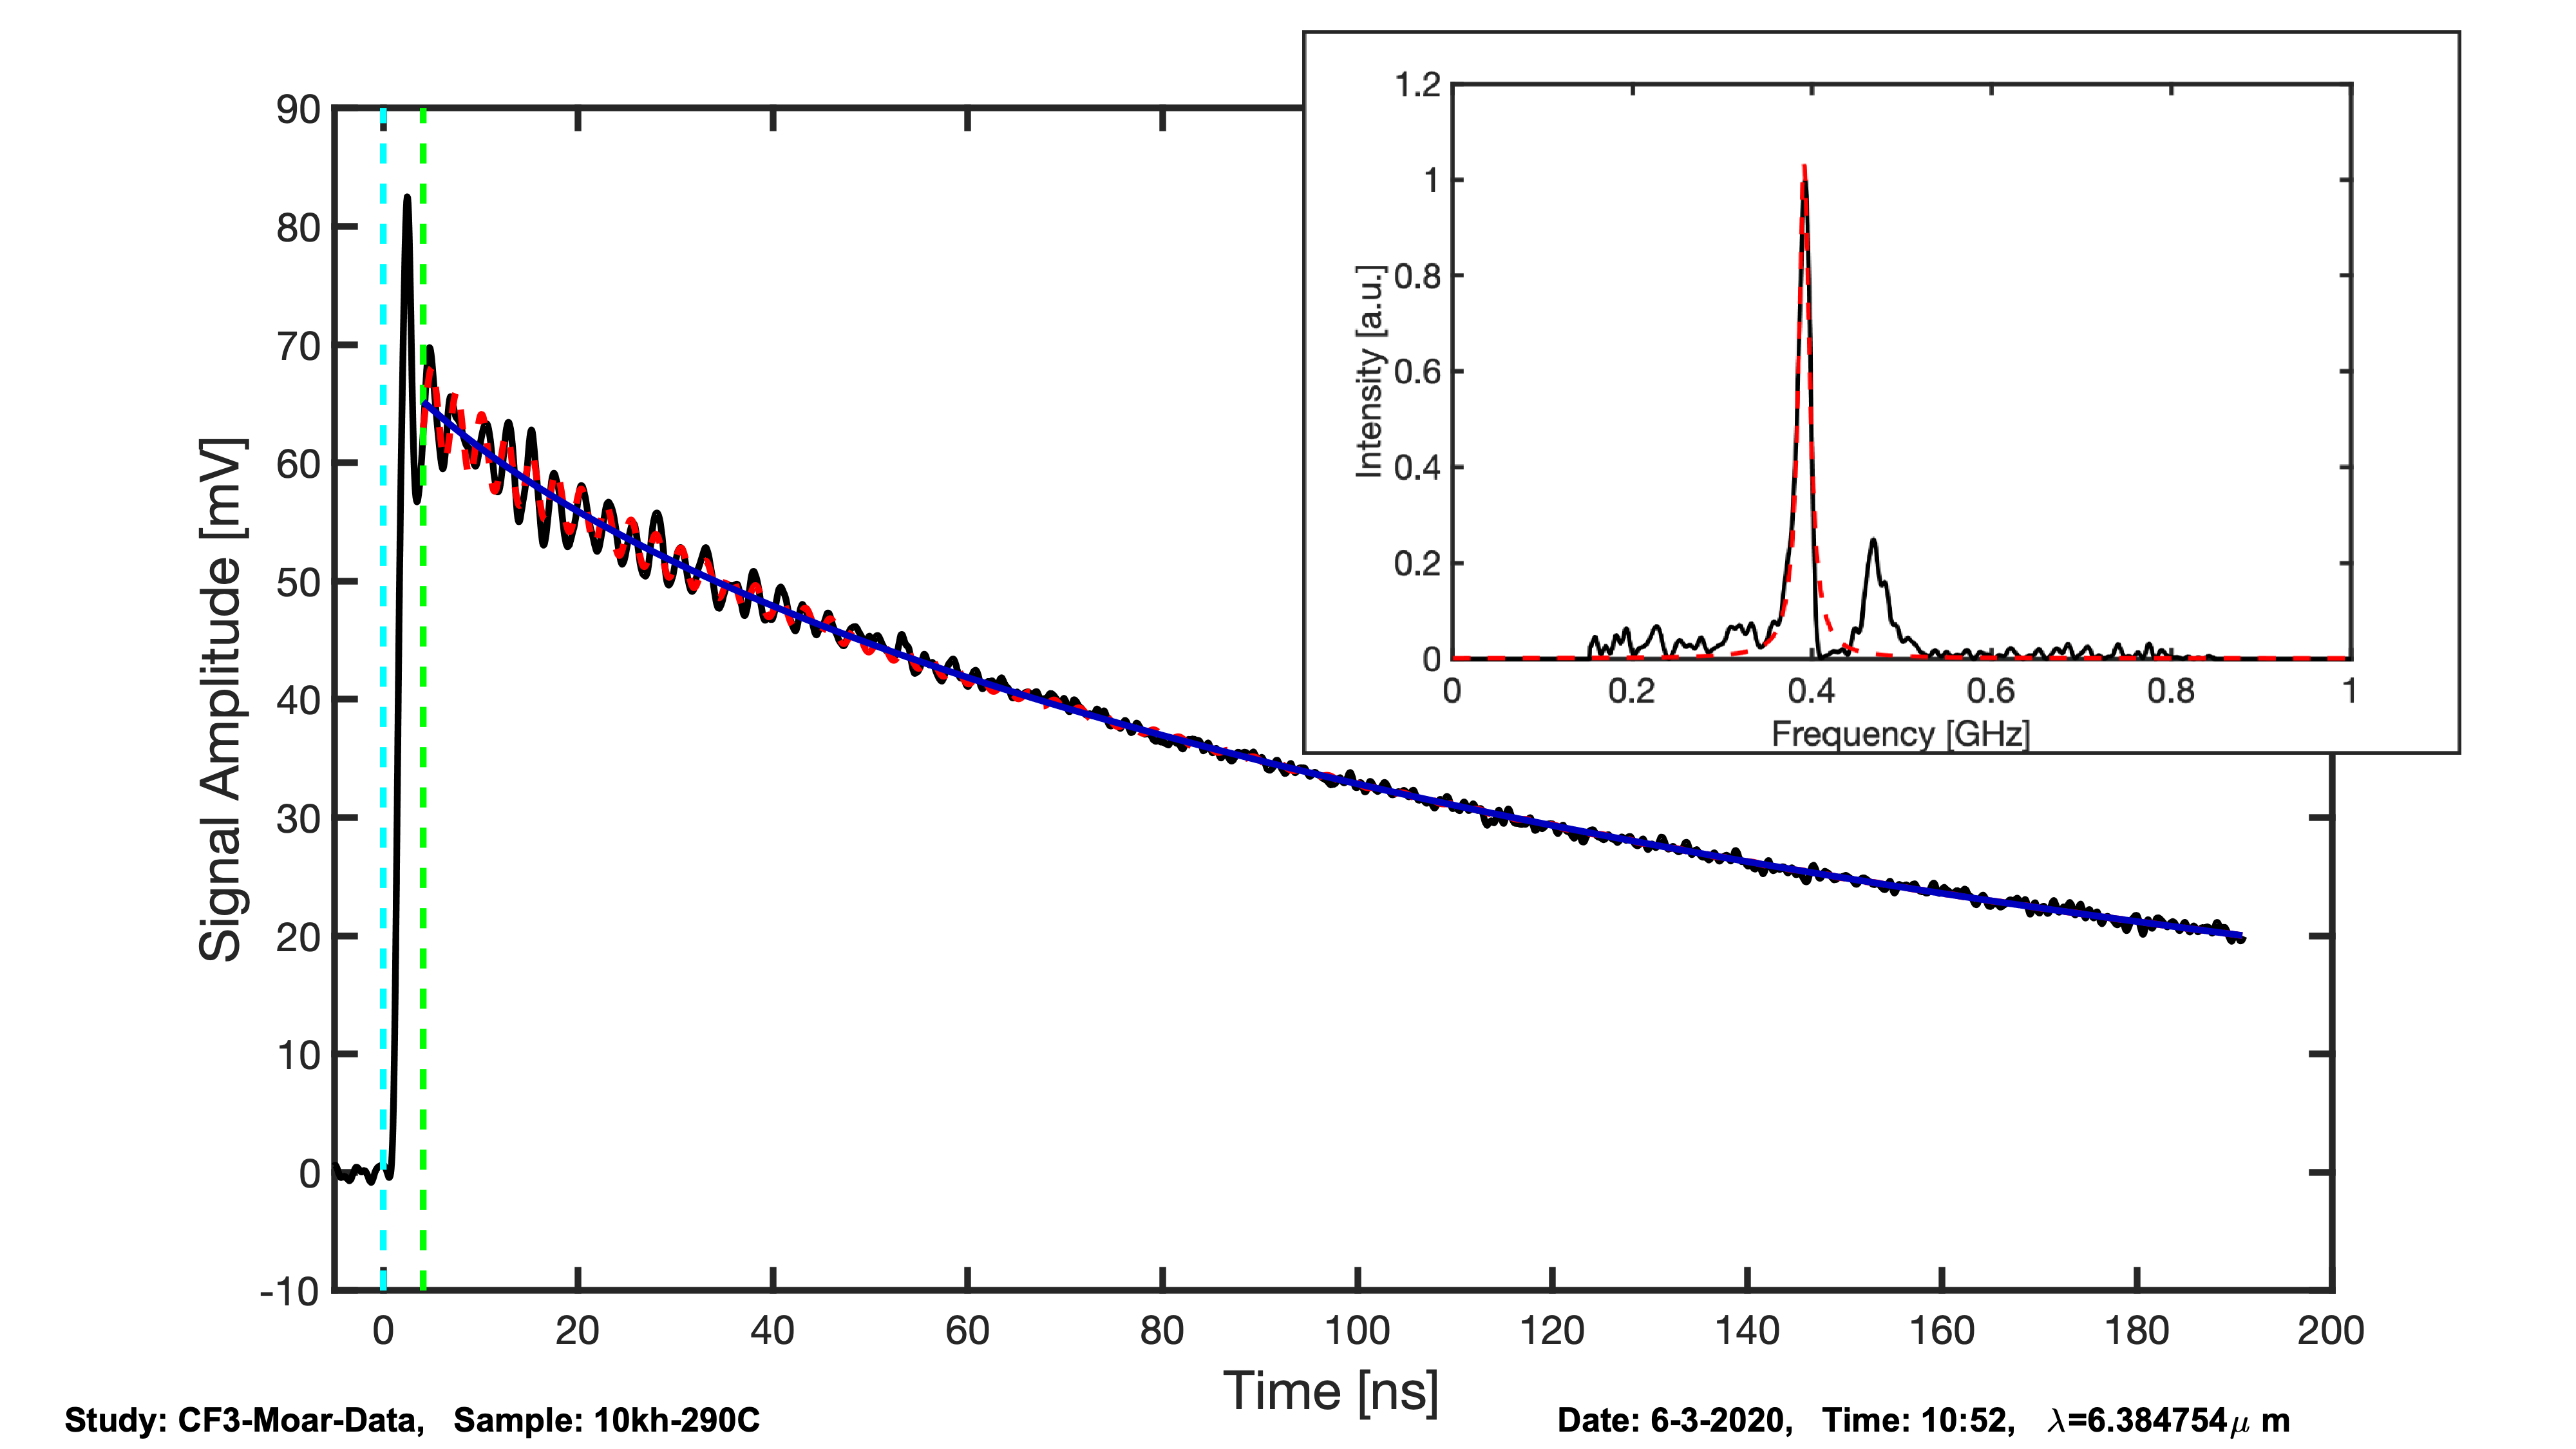 1.2
1
0.8
0.6
0.4
0.2
0
Intensity [a.u.]
0 0.2 0.4 0.6 0.8 1
Frequency [GHz]
90
80
70
60
50
40
30
20
10
0
-10
Signal Amplitude [mV]
0 20 40 60 80 100 120 140 160 180 200
Time [ns]
Study: CF3-Moar-Data, Sample: 10kh-290C
Date: 6-3-2020, Time: 10:52, λ=6.384754μ m